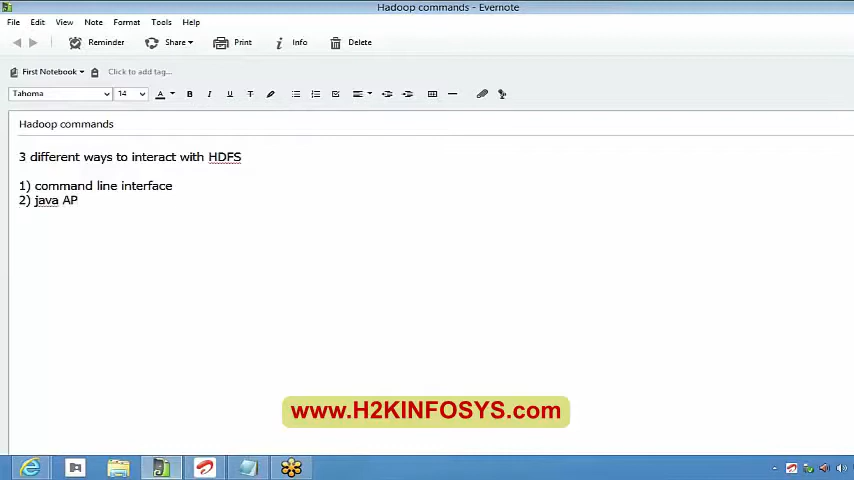 Hadoop commands - Evernote
File Edit View Note Format Tools Help
Reminder Share Print Info Delete
First Notebook Click to add tag...
Tahoma 14 A B I U T
Hadoop commands
3 different ways to interact with HDFS
1) command line interface
2) java AP
www.H2KINFOSYS.com